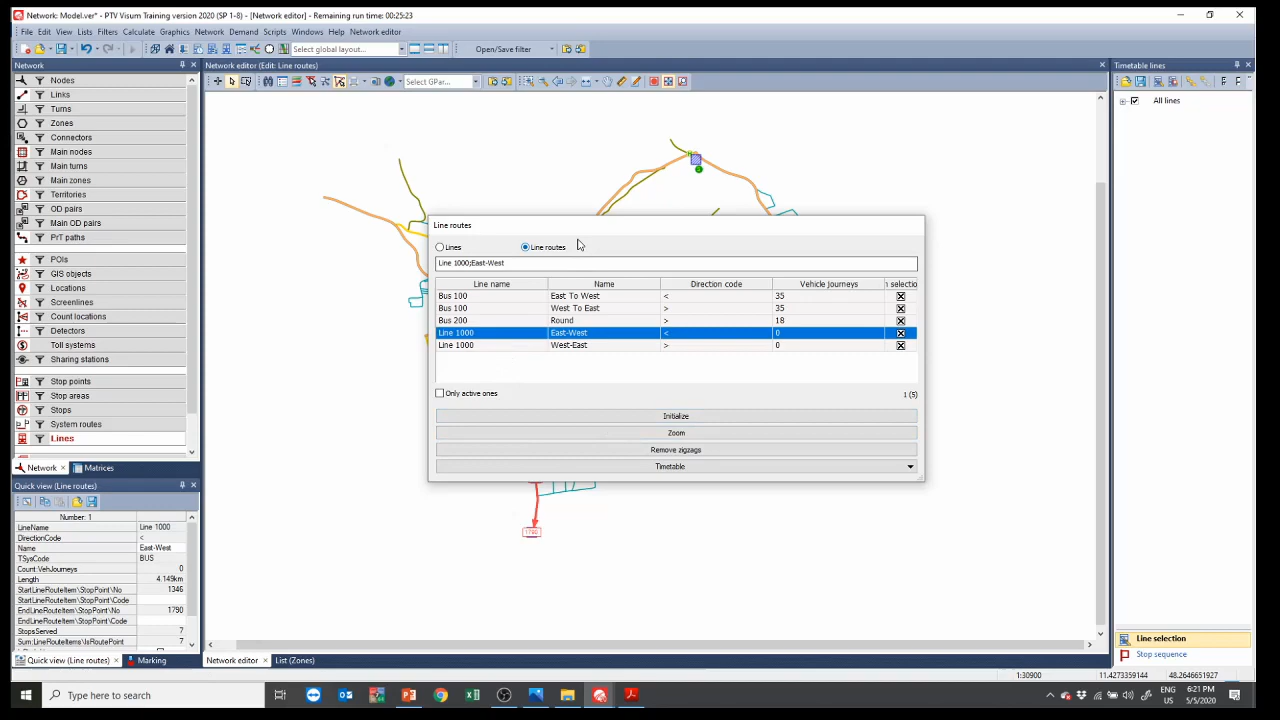 Network: Model.ver* - PTV Visum Training version 2020 (SP 1-8) - [Network editor] - Remaining run time: 00:25:23
File Edit View Lists Filters Calculate Graphics Network Demand Scripts Windows Help Network editor
Select global layout...
Open/Save filter
Network
Network editor (Edit: Line routes)
Timetable lines
Select GPar...
F F
Nodes
Links
Turns
Zones
Connectors
Main nodes
Main turns
Main zones
Territories
OD pairs
Main OD pairs
PrT paths
POIs
GIS objects
Locations
Screenlines
Count locations
Detectors
Toll systems
Sharing stations
Stop points
Stop areas
Stops
System routes
Lines
Network
Matrices
All lines
Line routes
Lines
Line routes
Line 1000;East-West
Line name Name Direction code Vehicle journeys n selectio
Bus 100 East To West < 35
Bus 100 West To East > 35
Bus 200 Round > 18
Line 1000 East-West < 0
Line 1000 West-East > 0
Only active ones
1 (5)
Initialize
Zoom
Remove zigzags
Timetable
1790
Quick view (Line routes)
Number: 1
LineName Line 1000
DirectionCode <
Name East-West
TSysCode BUS
Count:VehJourneys 0
Length 4.149km
StartLineRouteItem\StopPoint\No 1346
StartLineRouteItem\StopPoint\Code
EndLineRouteItem\StopPoint\No 1790
EndLineRouteItem\StopPoint\Code
StopsServed 7
Sum:LineRouteItems\IsRoutePoint 7
Quick view (Line routes)
Marking
Network editor
List (Zones)
Line selection
Stop sequence
1:30900
11.4273359144
48.2646651927
Type here to search
ENG
US
6:21 PM
5/5/2020